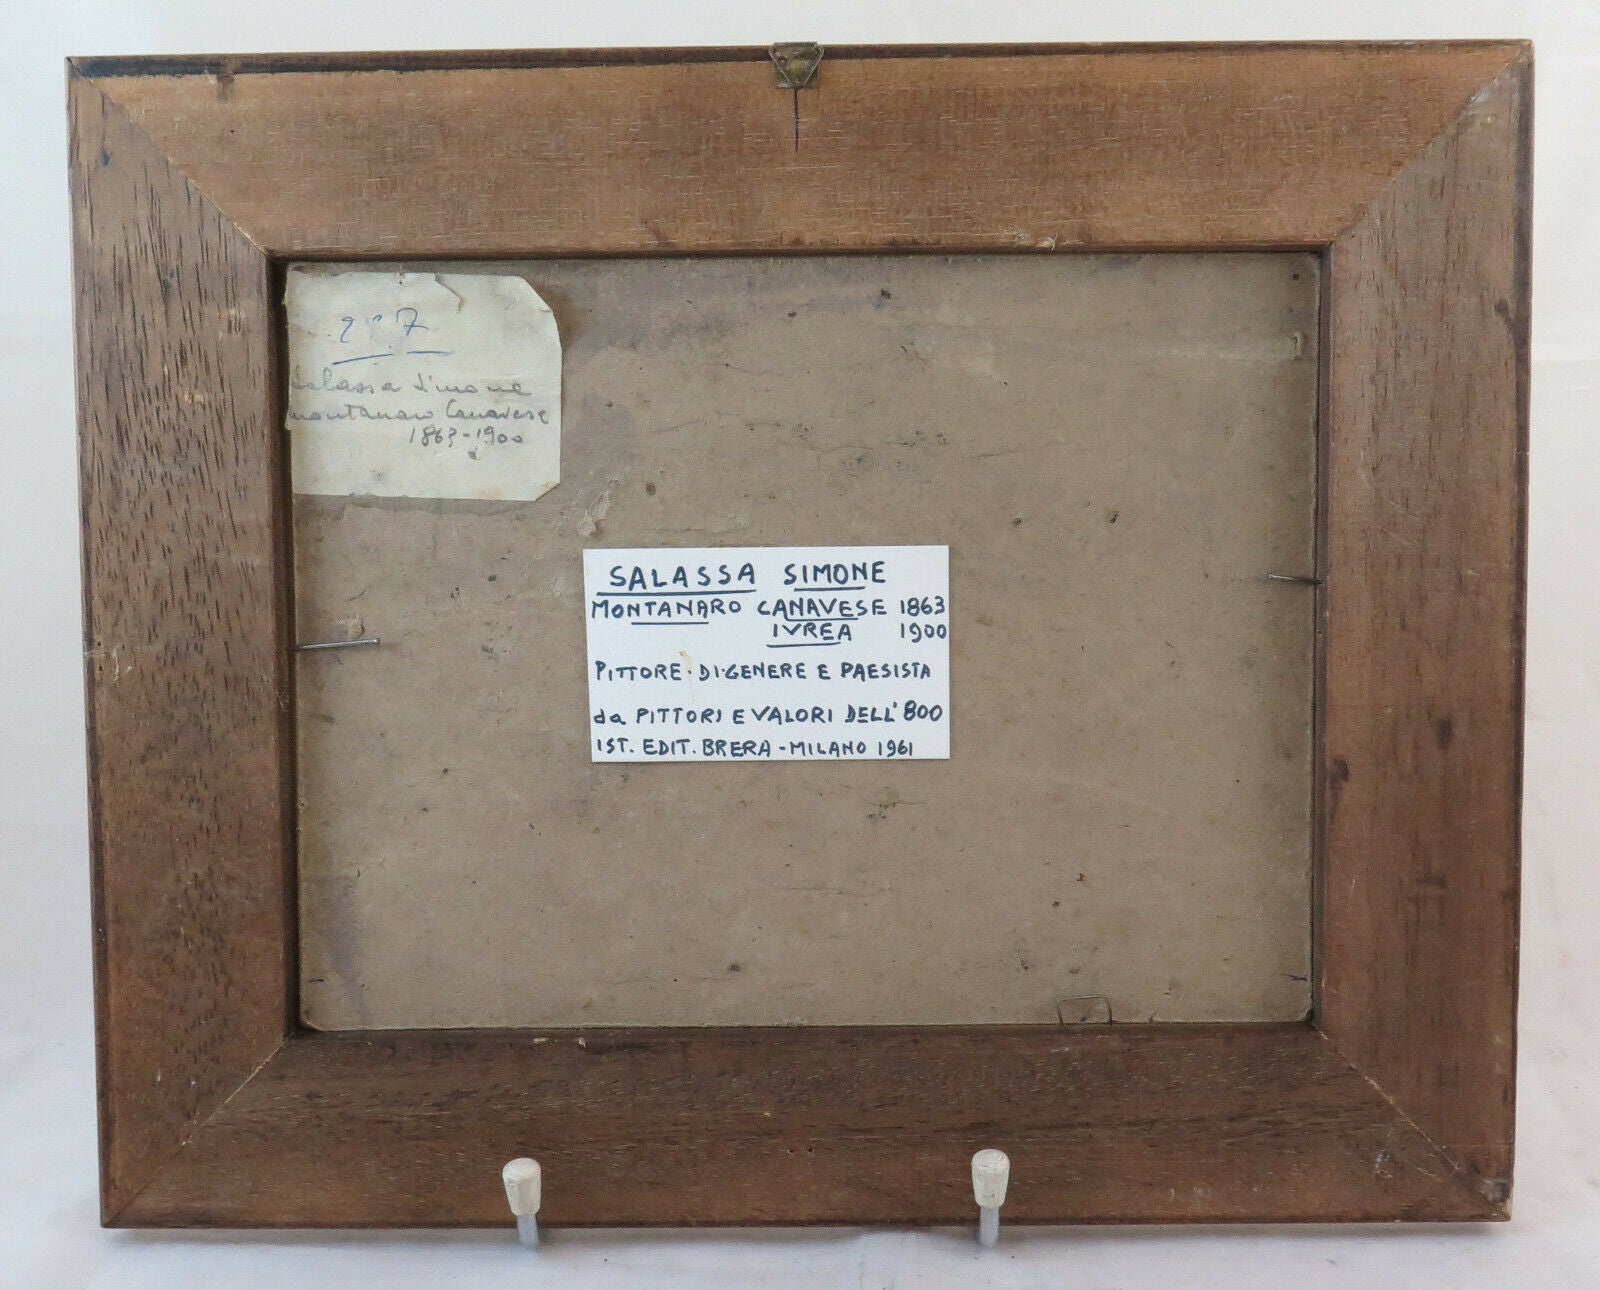 Salassa Simone
montanaro Canavese
1863-1900
SALASSA SIMONE
MONTANARO CANAVESE 1863
IVREA 1900
PITTORE·DI·GENERE E PAESISTA
da PITTORI E VALORI DELL'800
IST. EDIT. BRERA - MILANO 1961